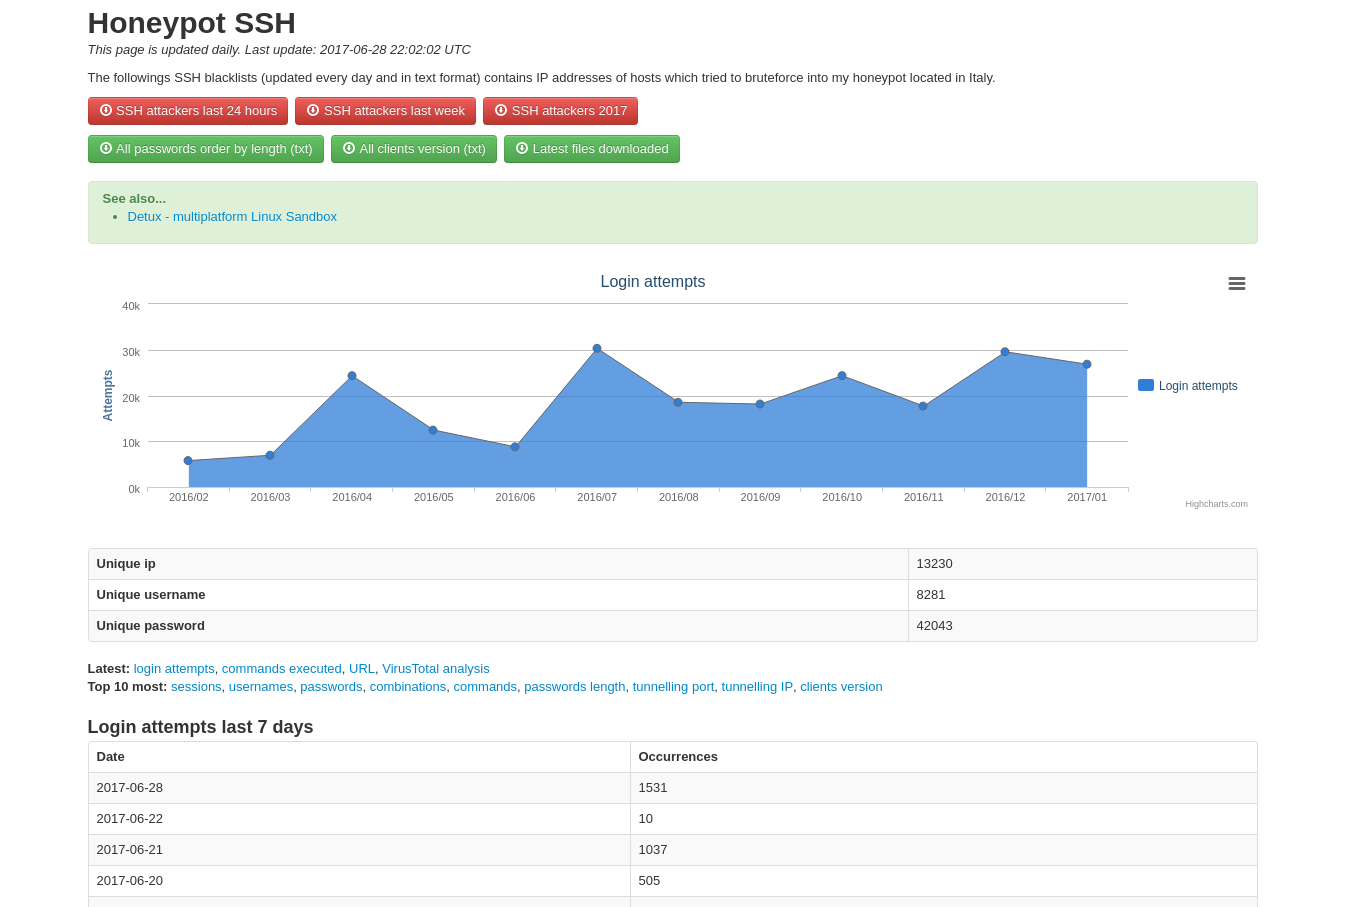 Honeypot SSH
This page is updated daily. Last update: 2017-06-28 22:02:02 UTC
The followings SSH blacklists (updated every day and in text format) contains IP addresses of hosts which tried to bruteforce into my honeypot located in Italy.
SSH attackers last 24 hours SSH attackers last week SSH attackers 2017
All passwords order by length (txt) All clients version (txt) Latest files downloaded
See also...
Detux - multiplatform Linux Sandbox
Login attempts
40k
30k
20k
10k
0k
Attempts
Login attempts
2016/02 2016/03 2016/04 2016/05 2016/06 2016/07 2016/08 2016/09 2016/10 2016/11 2016/12 2017/01
Highcharts.com
Unique ip 13230
Unique username 8281
Unique password 42043
Latest: login attempts, commands executed, URL, VirusTotal analysis
Top 10 most: sessions, usernames, passwords, combinations, commands, passwords length, tunnelling port, tunnelling IP, clients version
Login attempts last 7 days
Date Occurrences
2017-06-28 1531
2017-06-22 10
2017-06-21 1037
2017-06-20 505